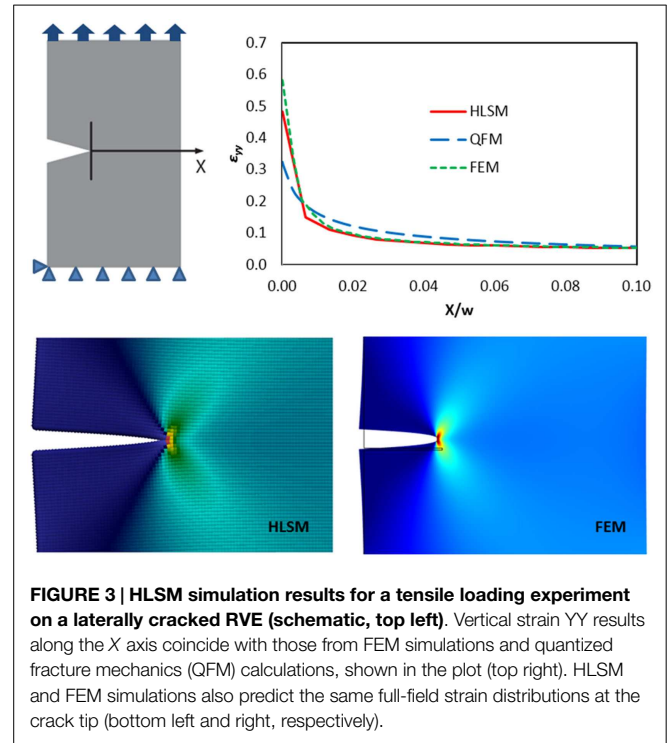 X
0.7
0.6
0.5
0.4
0.3
0.2
0.1
0.0
εyy
HLSM
QFM
FEM
0.00 0.02 0.04 0.06 0.08 0.10
X/w
HLSM
FEM
FIGURE 3 | HLSM simulation results for a tensile loading experiment
on a laterally cracked RVE (schematic, top left). Vertical strain YY results
along the X axis coincide with those from FEM simulations and quantized
fracture mechanics (QFM) calculations, shown in the plot (top right). HLSM
and FEM simulations also predict the same full-field strain distributions at the
crack tip (bottom left and right, respectively).